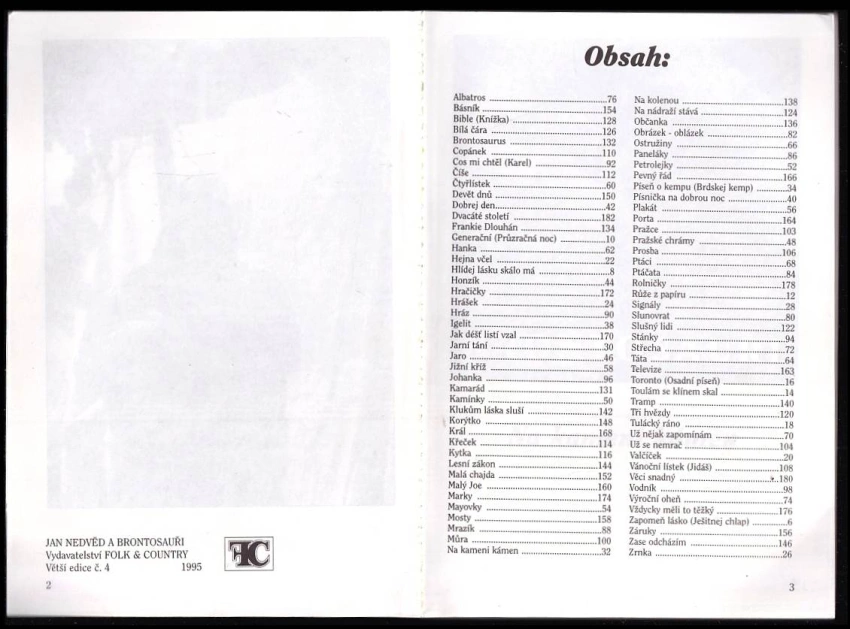 JAN NEDVĚD A BRONTOSAUŘI
Vydavatelství FOLK & COUNTRY
Větší edice č. 4 1995
2
FC
Obsah:
Albatros ...76
Básník ...154
Bible (Knížka) ...128
Bílá čára ...126
Brontosaurus ...132
Copánek ...110
Cos mi chtěl (Karel) ...92
Číše ...112
Čtyřlístek ...60
Devět dnů ...150
Dobrej den...42
Dvacáté století ...182
Frankie Dlouhán ...134
Generační (Průzračná noc) ...10
Hanka ...62
Hejna včel ...22
Hlídej lásku skálo má ...8
Honzík ...44
Hračičky ...172
Hrášek ...24
Hráz ...90
Igelit ...38
Jak déšť listí vzal ...170
Jarní tání ...30
Jaro ...46
Jižní kříž ...58
Johanka ...96
Kamarád ...131
Kamínky ...50
Klukům láska sluší ...142
Korýtko ...148
Král ...168
Křeček ...114
Kytka ...116
Lesní zákon ...144
Malá chajda ...152
Malý Joe ...160
Marky ...174
Mayovky ...54
Mosty ...158
Mrazík ...88
Můra ...100
Na kameni kámen ...32
Na kolenou ...138
Na nádraží stává ...124
Občanka ...136
Obrázek - oblázek ...82
Ostružiny ...66
Paneláky ...86
Petrolejky ...52
Pevný řád ...166
Píseň o kempu (Brdskej kemp) ...34
Písnička na dobrou noc ...40
Plakát ...56
Porta ...164
Pražce ...103
Pražské chrámy ...48
Prosba ...106
Ptáci ...68
Ptáčata ...84
Rolničky ...178
Růže z papíru ...12
Signály ...28
Slunovrat ...80
Slušný lidi ...122
Stánky ...94
Střecha ...72
Táta ...64
Televize ...163
Toronto (Osadní píseň) ...16
Toulám se klínem skal ...14
Tramp ...140
Tři hvězdy ...120
Tulácký ráno ...18
Už nějak zapomínám ...70
Už se nemrač ...104
Valčíček ...20
Vánoční lístek (Jidáš) ...108
Věci snadný ...180
Vodník ...98
Výroční oheň ...74
Vždycky měli to těžký ...176
Zapomeň lásko (Ješitnej chlap) ...6
Záruky ...156
Zase odcházím ...146
Zrnka ...26
3